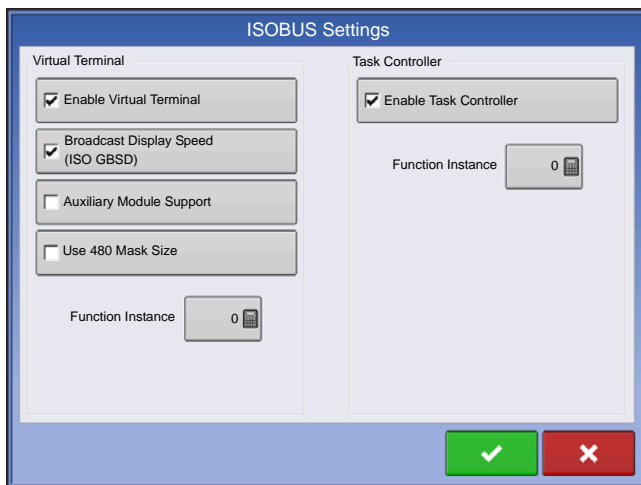 ISOBUS Settings
Virtual Terminal
Enable Virtual Terminal
Broadcast Display Speed
(ISO GBSD)
Auxiliary Module Support
Use 480 Mask Size
Function Instance
0
Task Controller
Enable Task Controller
Function Instance
0